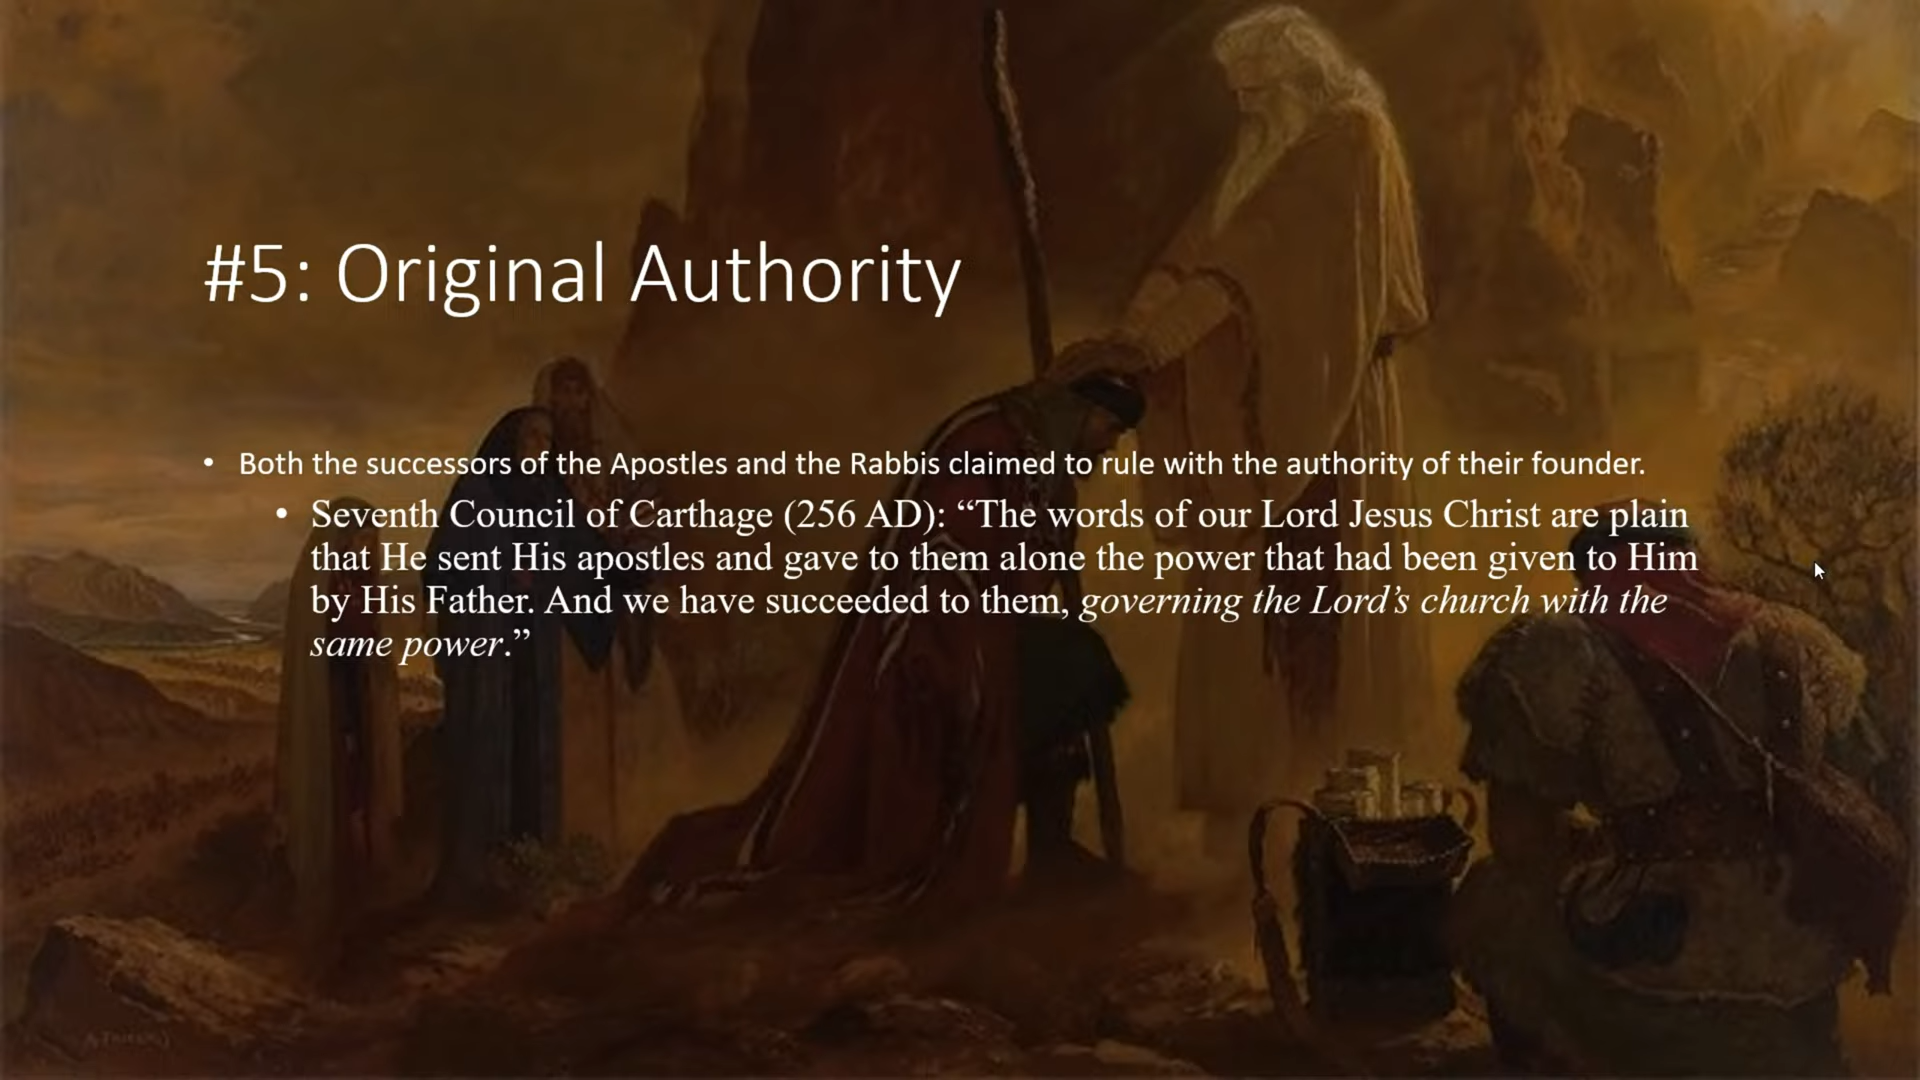 #5: Original Authority
• Both the successors of the Apostles and the Rabbis claimed to rule with the authority of their founder.
• Seventh Council of Carthage (256 AD): “The words of our Lord Jesus Christ are plain
that He sent His apostles and gave to them alone the power that had been given to Him
by His Father. And we have succeeded to them, governing the Lord’s church with the
same power.”